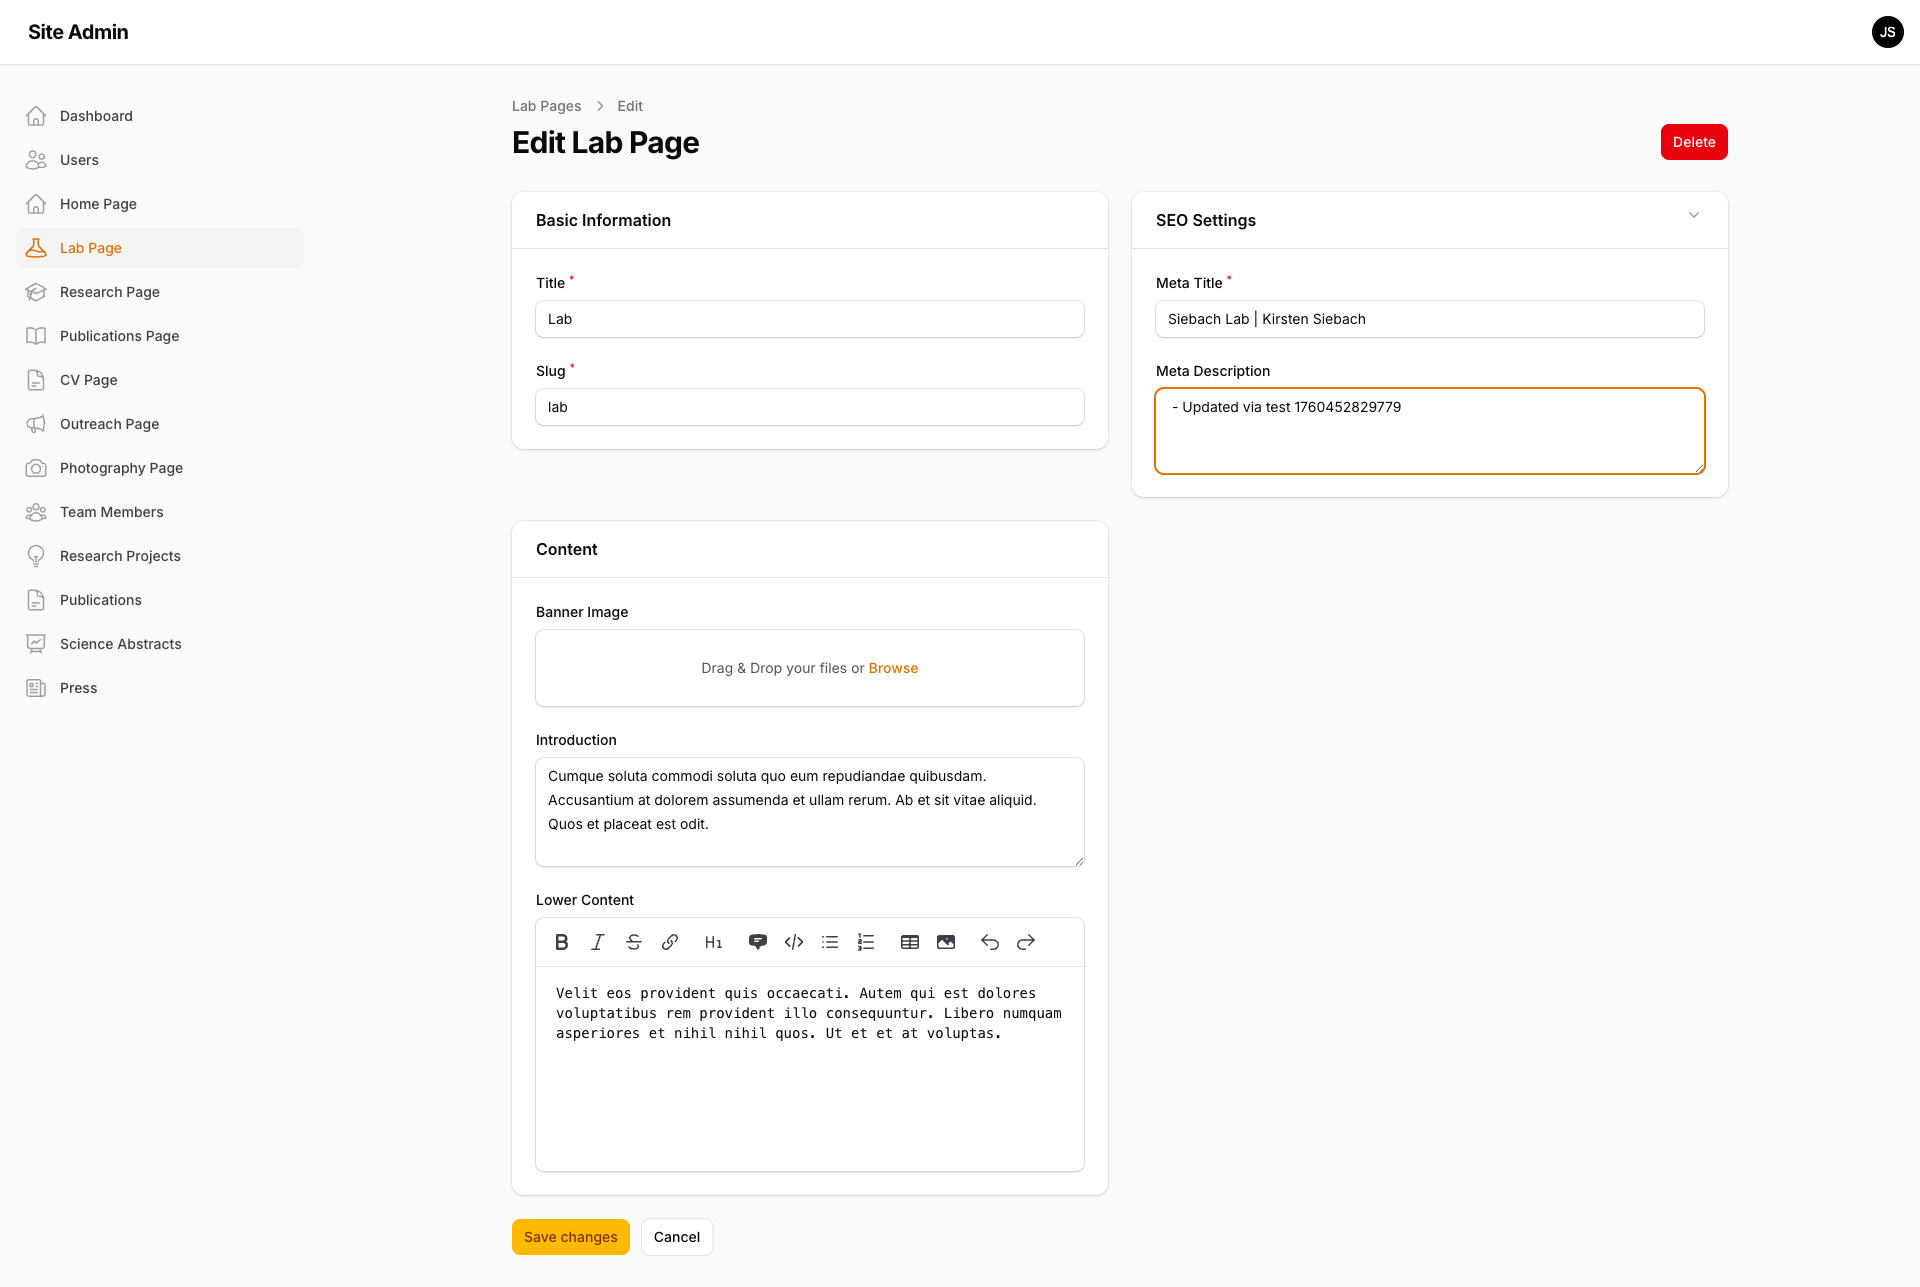 Site Admin
JS
Dashboard
Users
Home Page
Lab Page
Research Page
Publications Page
CV Page
Outreach Page
Photography Page
Team Members
Research Projects
Publications
Science Abstracts
Press
Lab Pages > Edit
Edit Lab Page
Delete
Basic Information
Title *
Lab
Slug *
lab
SEO Settings
Meta Title *
Siebach Lab | Kirsten Siebach
Meta Description
- Updated via test 1760452829779
Content
Banner Image
Drag & Drop your files or Browse
Introduction
Cumque soluta commodi soluta quo eum repudiandae quibusdam.
Accusantium at dolorem assumenda et ullam rerum. Ab et sit vitae aliquid.
Quos et placeat est odit.
Lower Content
H1
Velit eos provident quis occaecati. Autem qui est dolores
voluptatibus rem provident illo consequuntur. Libero numquam
asperiores et nihil nihil quos. Ut et et at voluptas.
Save changes
Cancel